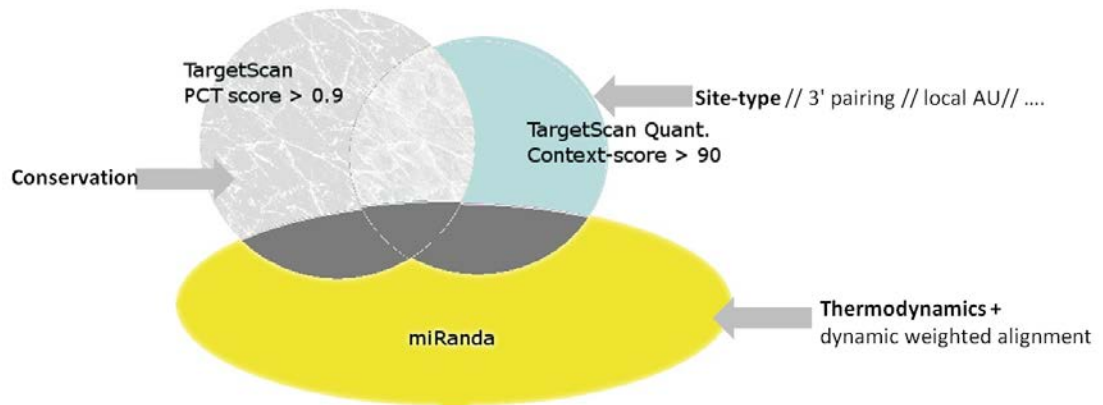 TargetScan
PCT score > 0.9
Site-type // 3' pairing // local AU// ....
TargetScan Quant.
Context-score > 90
Conservation
Thermodynamics +
dynamic weighted alignment
miRanda